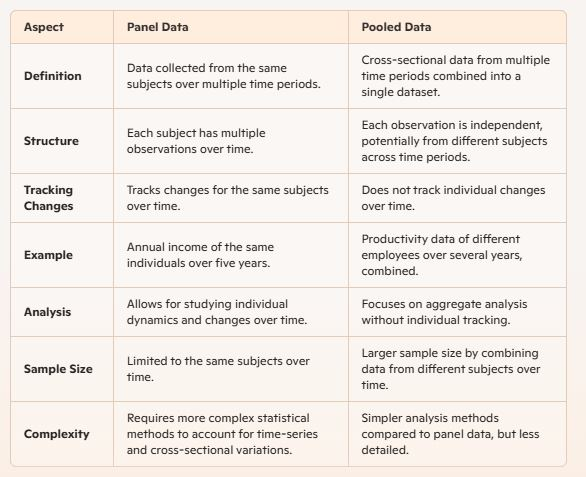 Aspect
Panel Data
Pooled Data
Definition
Data collected from the same
subjects over multiple time periods.
Cross-sectional data from multiple
time periods combined into a
single dataset.
Structure
Each subject has multiple
observations over time.
Each observation is independent,
potentially from different subjects
across time periods.
Tracking
Changes
Tracks changes for the same subjects
over time.
Does not track individual changes
over time.
Example
Annual income of the same
individuals over five years.
Productivity data of different
employees over several years,
combined.
Analysis
Allows for studying individual
dynamics and changes over time.
Focuses on aggregate analysis
without individual tracking.
Sample Size
Limited to the same subjects over
time.
Larger sample size by combining
data from different subjects over
time.
Complexity
Requires more complex statistical
methods to account for time-series
and cross-sectional variations.
Simpler analysis methods
compared to panel data, but less
detailed.